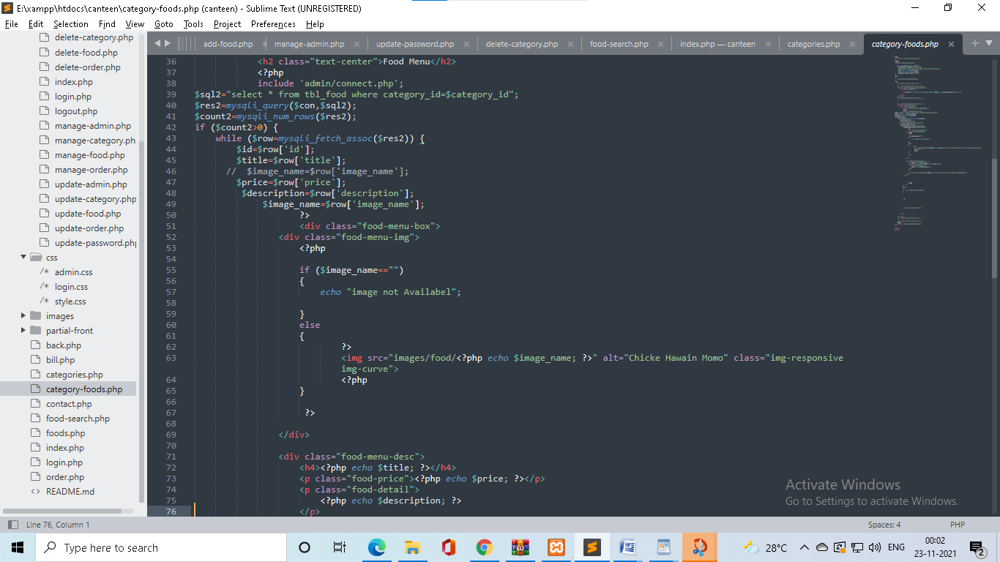 E:\xampp\htdocs\canteen\category-foods.php (canteen) - Sublime Text (UNREGISTERED)
File Edit Selection Find View Goto Tools Project Preferences Help
delete-category.php
delete-food.php
delete-order.php
index.php
login.php
logout.php
manage-admin.php
manage-category.ph
manage-food.php
manage-order.php
update-admin.php
update-category.php
update-food.php
update-order.php
update-password.php
css
/* admin.css
/* login.css
/* style.css
images
partial-front
back.php
bill.php
categories.php
category-foods.php
contact.php
food-search.php
foods.php
index.php
login.php
order.php
<> README.md
add-food.php manage-admin.php × update-password.php × delete-category.php × food-search.php × index.php — canteen × categories.php × category-foods.php × +
36 <h2 class="text-center">Food Menu</h2>
37 <?php
38 include 'admin/connect.php';
39 $sql2="select * from tbl_food where category_id=$category_id";
40 $res2=mysqli_query($con,$sql2);
41 $count2=mysqli_num_rows($res2);
42 if ($count2>0) {
43 while ($row=mysqli_fetch_assoc($res2)) {
44 $id=$row['id'];
45 $title=$row['title'];
46 // $image_name=$row['image_name'];
47 $price=$row['price'];
48 $description=$row['description'];
49 $image_name=$row['image_name'];
50 ?>
51 <div class="food-menu-box">
52 <div class="food-menu-img">
53 <?php
54
55 if ($image_name=="")
56 {
57 echo "image not Availabel";
58
59 }
60 else
61 {
62 ?>
63 <img src="images/food/<?php echo $image_name; ?>" alt="Chicke Hawain Momo" class="img-responsive
img-curve">
64 <?php
65 }
66
67 ?>
68
69 </div>
70
71 <div class="food-menu-desc">
72 <h4><?php echo $title; ?></h4>
73 <p class="food-price"><?php echo $price; ?></p>
74 <p class="food-detail">
75 <?php echo $description; ?>
76 </p>
Activate Windows
Go to Settings to activate Windows.
Line 76, Column 1 Spaces: 4 PHP
Type here to search 28°C ENG 00:02
23-11-2021 2